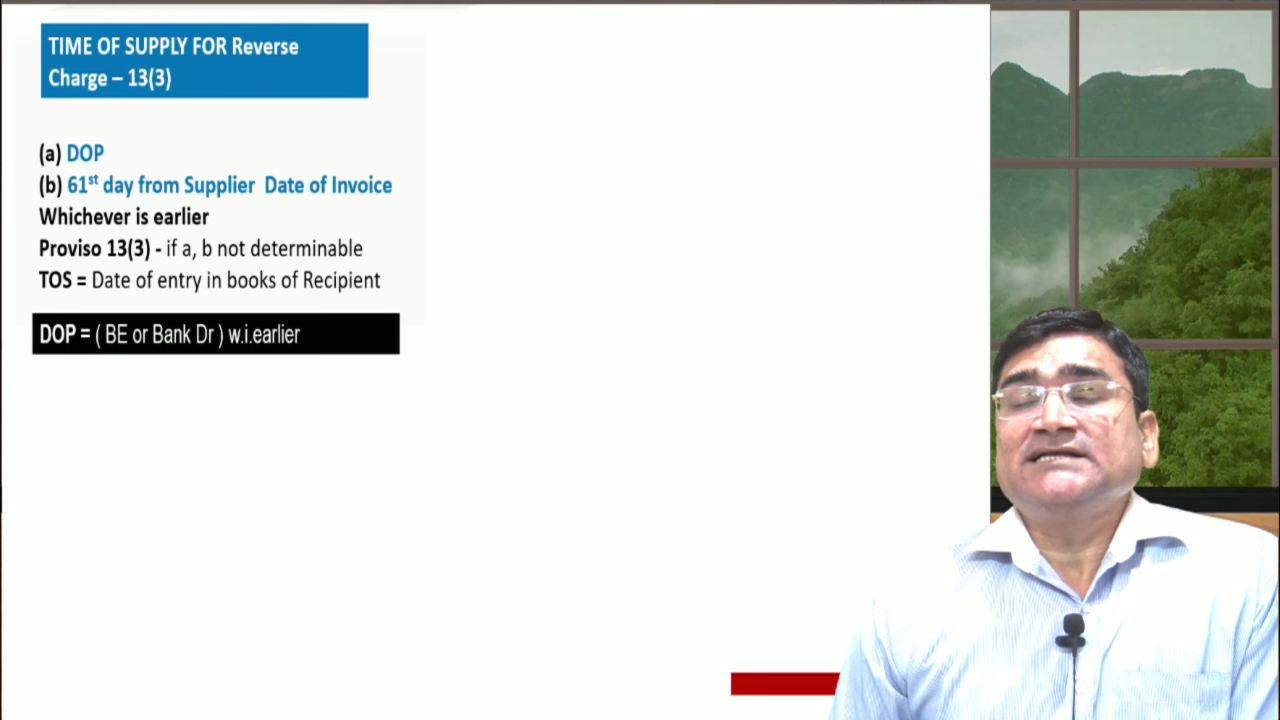 TIME OF SUPPLY FOR Reverse
Charge – 13(3)
(a) DOP
(b) 61st day from Supplier Date of Invoice
Whichever is earlier
Proviso 13(3) - if a, b not determinable
TOS = Date of entry in books of Recipient
DOP = ( BE or Bank Dr ) w.i.earlier